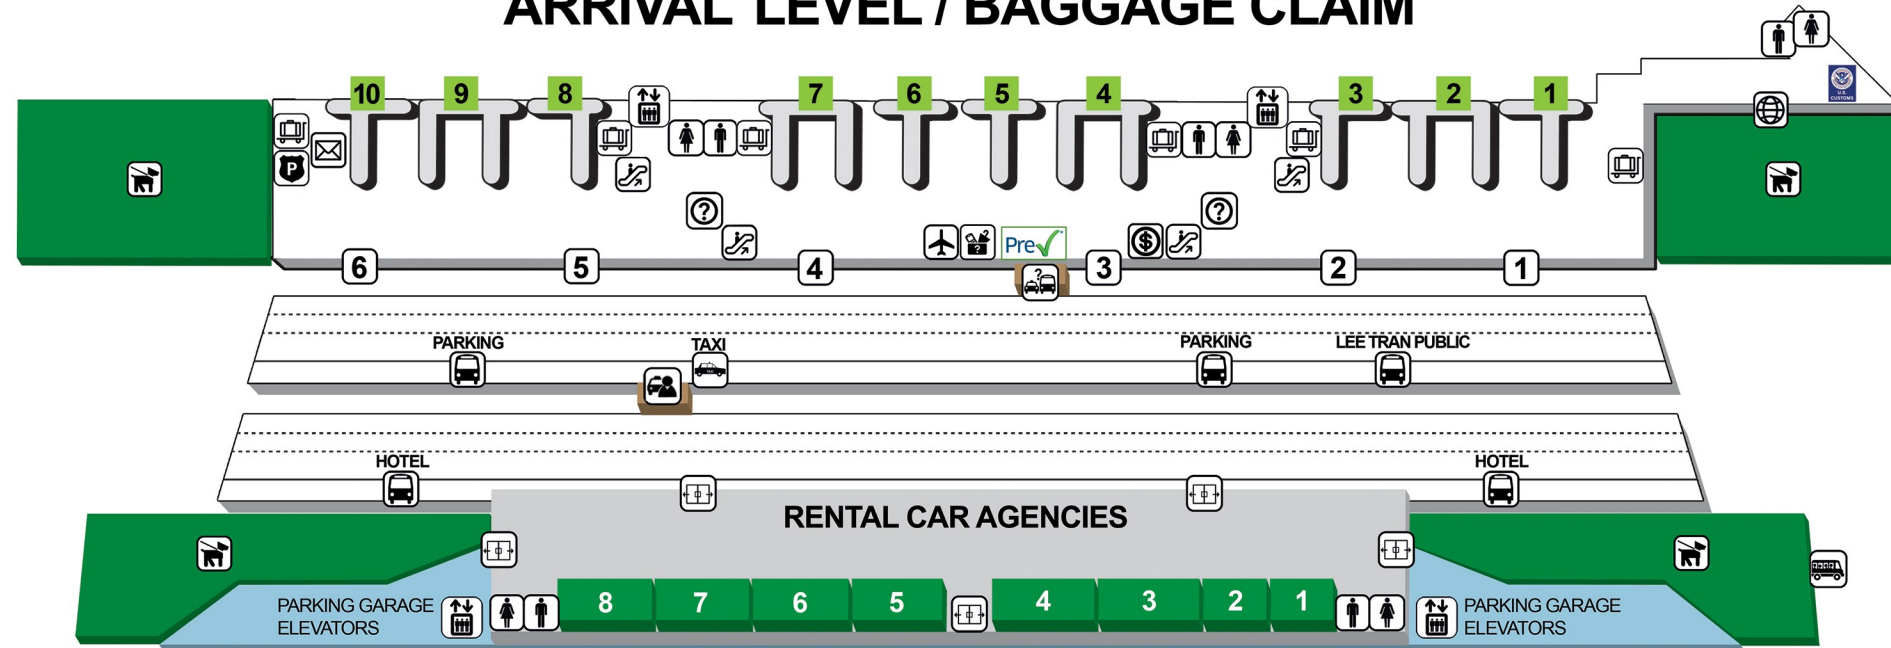 ARRIVAL LEVEL / BAGGAGE CLAIM
10 9 8 7 6 5 4 3 2 1
U.S.
CUSTOMS
P
? ?
Pre✓
$
6 5 4 3 2 1
?
PARKING TAXI PARKING LEE TRAN PUBLIC
HOTEL HOTEL
RENTAL CAR AGENCIES
8 7 6 5 4 3 2 1
PARKING GARAGE
ELEVATORS
PARKING GARAGE
ELEVATORS